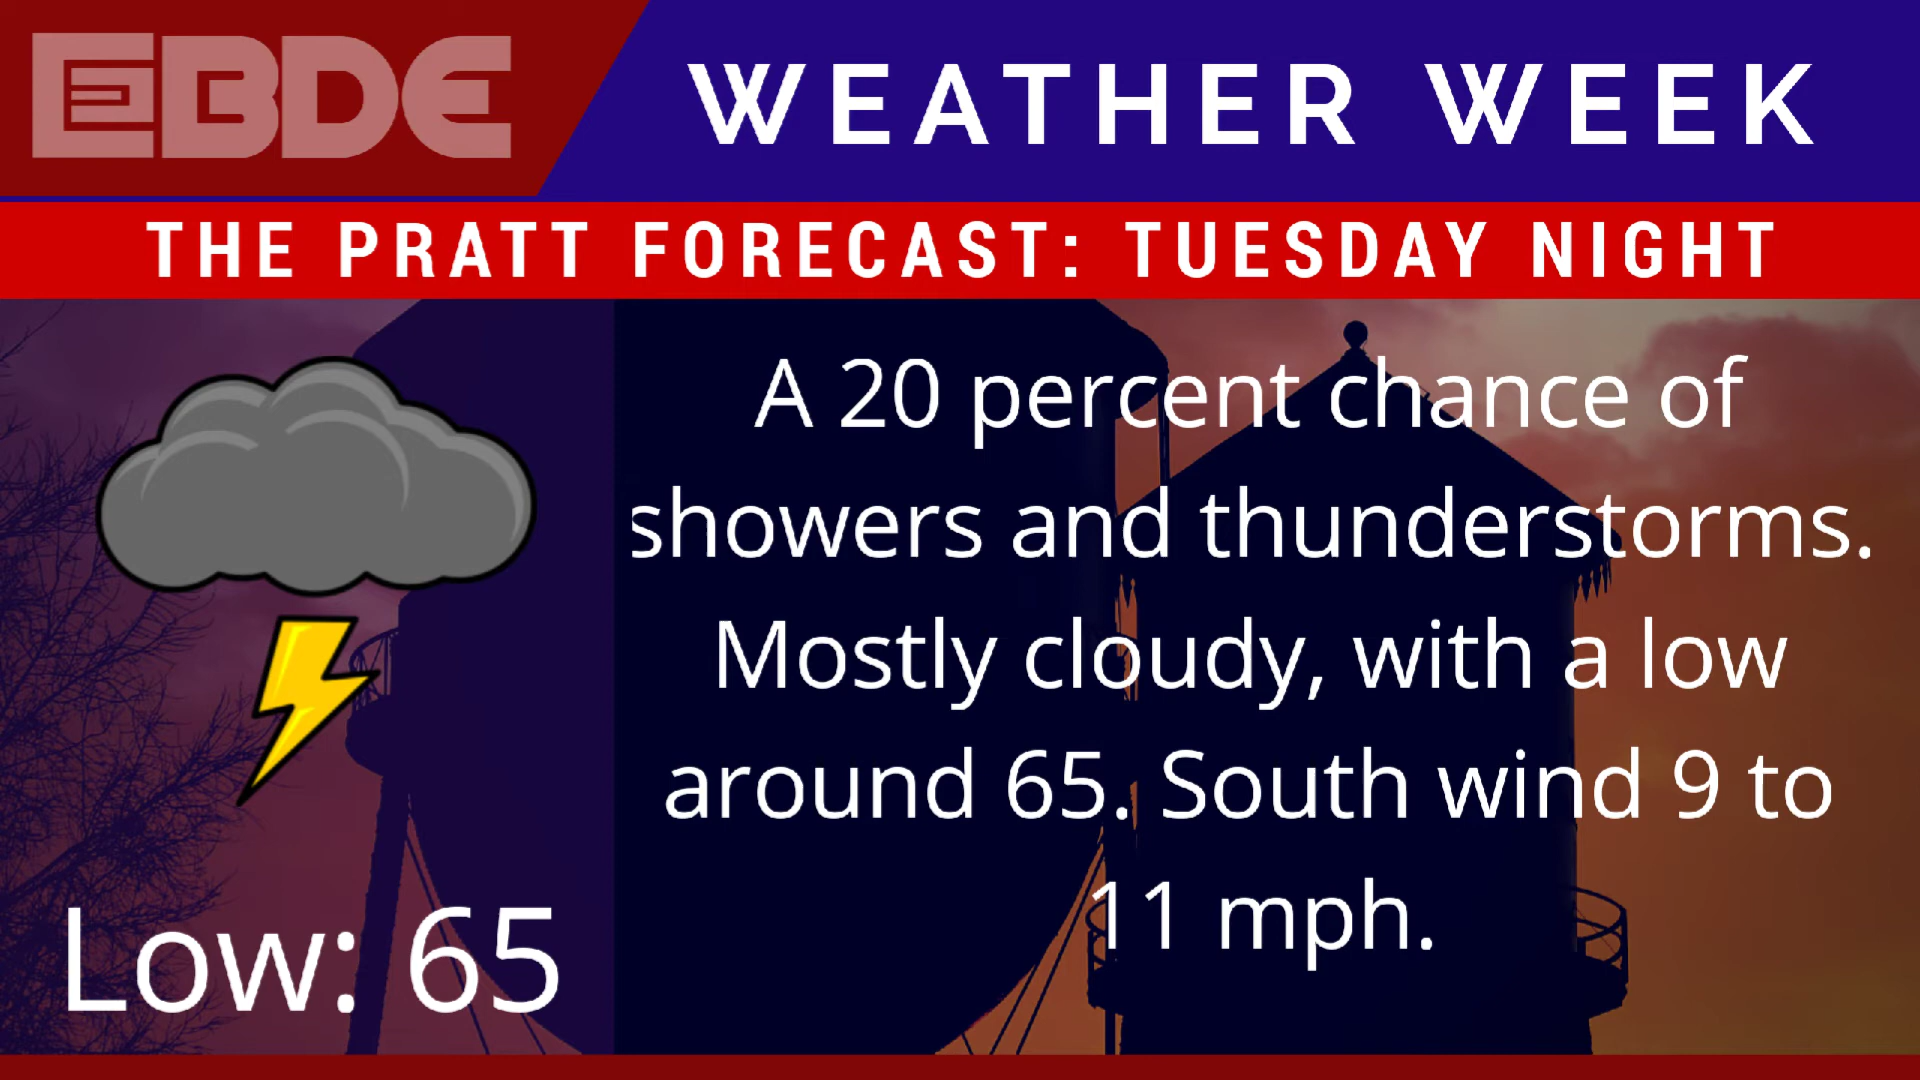 EBDE
WEATHER WEEK
THE PRATT FORECAST: TUESDAY NIGHT
A 20 percent chance of
showers and thunderstorms.
Mostly cloudy, with a low
around 65. South wind 9 to
11 mph.
Low: 65